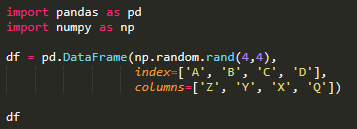 import pandas as pd
import numpy as np
df = pd.DataFrame(np.random.rand(4,4),
index=['A', 'B', 'C', 'D'],
columns=['Z', 'Y', 'X', 'Q'])
df